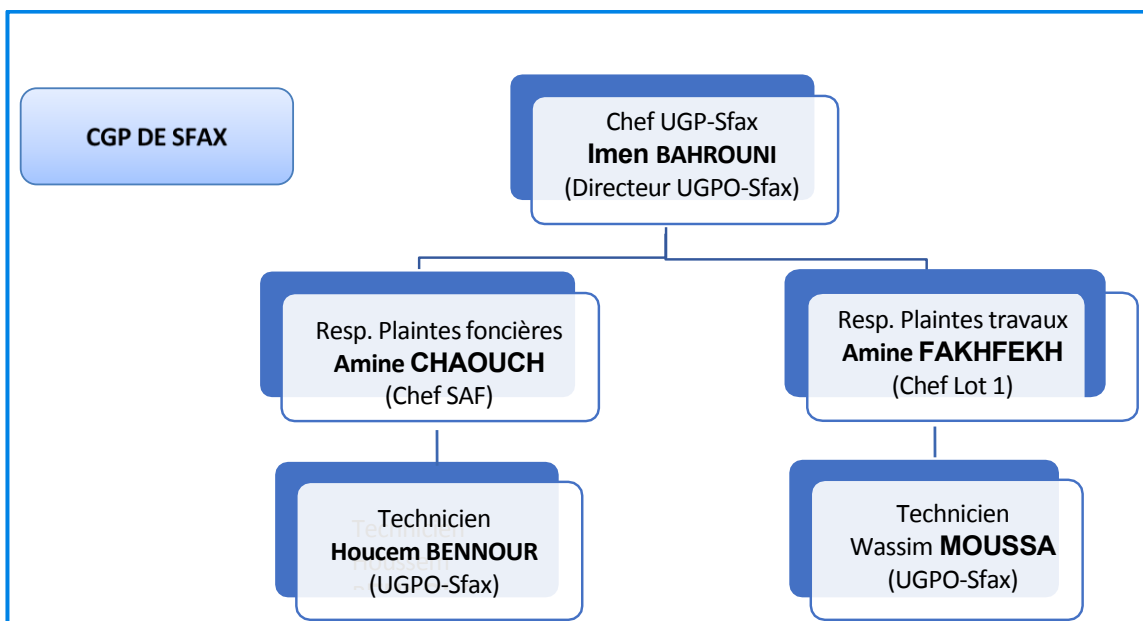 CGP DE SFAX
Chef UGP-Sfax
Imen BAHROUNI
(Directeur UGPO-Sfax)
Resp. Plaintes foncières
Amine CHAOUCH
(Chef SAF)
Resp. Plaintes travaux
Amine FAKHFEKH
(Chef Lot 1)
Technicien
Houcem BENNOUR
(UGPO-Sfax)
Technicien
Wassim MOUSSA
(UGPO-Sfax)